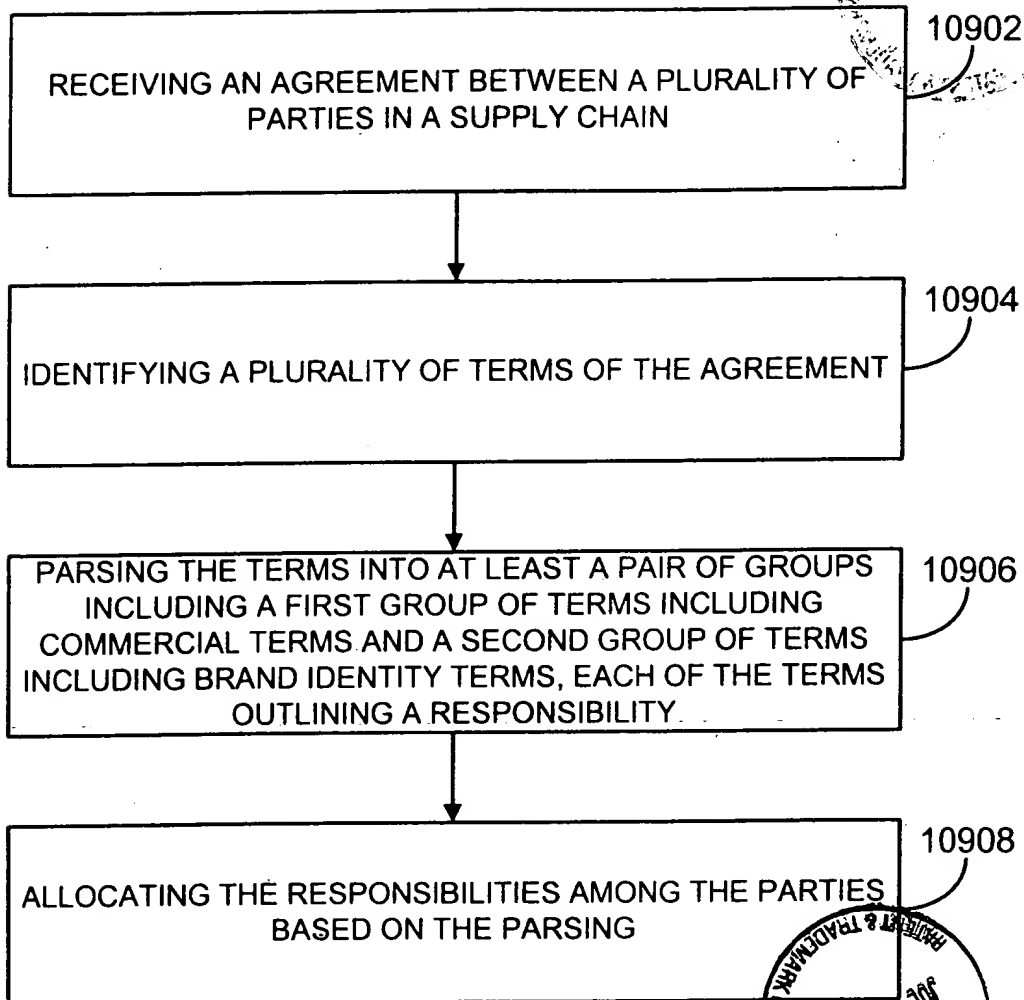 10902
RECEIVING AN AGREEMENT BETWEEN A PLURALITY OF
PARTIES IN A SUPPLY CHAIN
10904
IDENTIFYING A PLURALITY OF TERMS OF THE AGREEMENT
10906
PARSING THE TERMS INTO AT LEAST A PAIR OF GROUPS
INCLUDING A FIRST GROUP OF TERMS INCLUDING
COMMERCIAL TERMS AND A SECOND GROUP OF TERMS
INCLUDING BRAND IDENTITY TERMS, EACH OF THE TERMS
OUTLINING A RESPONSIBILITY
10908
ALLOCATING THE RESPONSIBILITIES AMONG THE PARTIES
BASED ON THE PARSING
& TRADEMARK